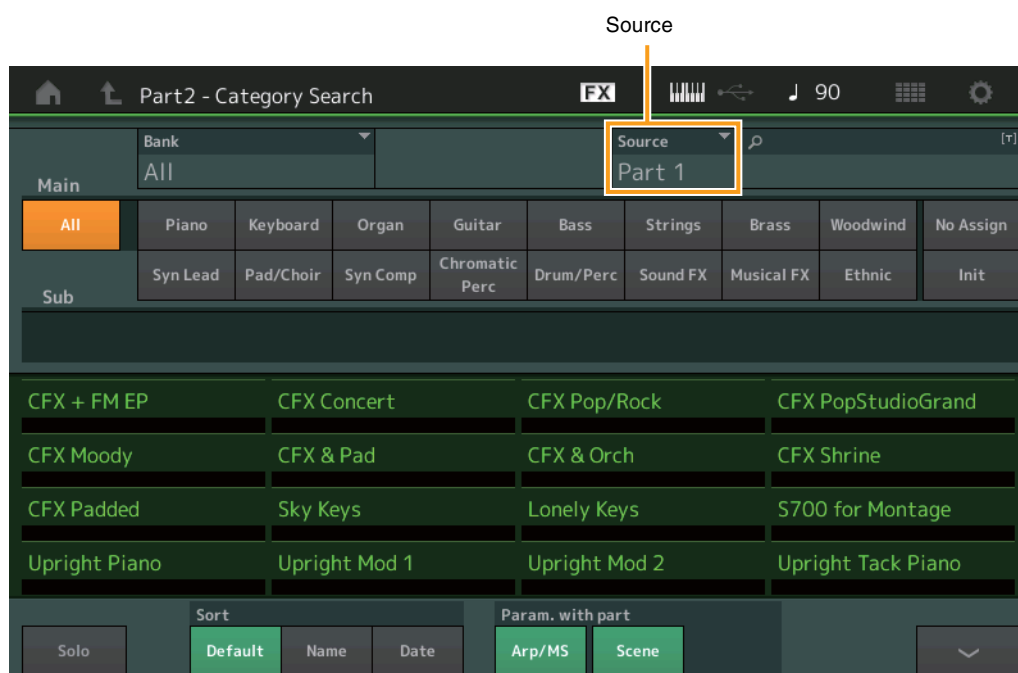 Source
Part2 - Category Search
FX
90
Bank
All
Source
Part 1
[T]
Main
All
Piano
Keyboard
Organ
Guitar
Bass
Strings
Brass
Woodwind
No Assign
Syn Lead
Pad/Choir
Syn Comp
Chromatic
Perc
Drum/Perc
Sound FX
Musical FX
Ethnic
Init
Sub
CFX + FM EP
CFX Concert
CFX Pop/Rock
CFX PopStudioGrand
CFX Moody
CFX & Pad
CFX & Orch
CFX Shrine
CFX Padded
Sky Keys
Lonely Keys
S700 for Montage
Upright Piano
Upright Mod 1
Upright Mod 2
Upright Tack Piano
Sort
Param. with part
Solo
Default
Name
Date
Arp/MS
Scene